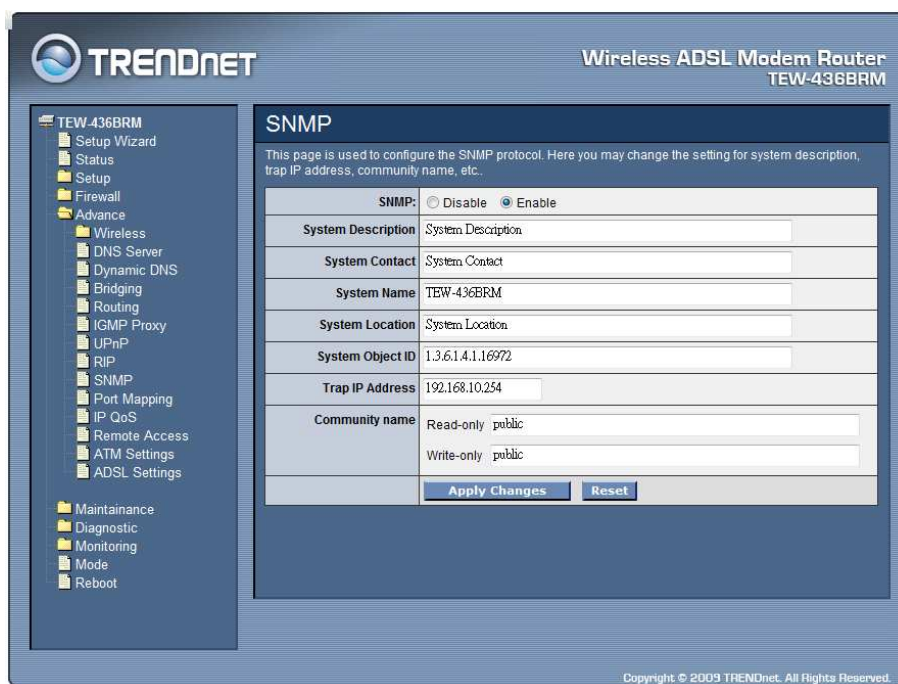 TRENDNET
Wireless ADSL Modem Router
TEW-436BRM
TEW-436BRM
Setup Wizard
Status
Setup
Firewall
Advance
Wireless
DNS Server
Dynamic DNS
Bridging
Routing
IGMP Proxy
UPnP
RIP
SNMP
Port Mapping
IP QoS
Remote Access
ATM Settings
ADSL Settings
Maintainance
Diagnostic
Monitoring
Mode
Reboot
SNMP
This page is used to configure the SNMP protocol. Here you may change the setting for system description,
trap IP address, community name, etc..
SNMP: Disable Enable
System Description System Description
System Contact System Contact
System Name TEW-436BRM
System Location System Location
System Object ID 1.3.6.1.4.1.16972
Trap IP Address 192.168.10.254
Community name Read-only public
Write-only public
Apply Changes Reset
Copyright © 2009 TRENDnet. All Rights Reserved.